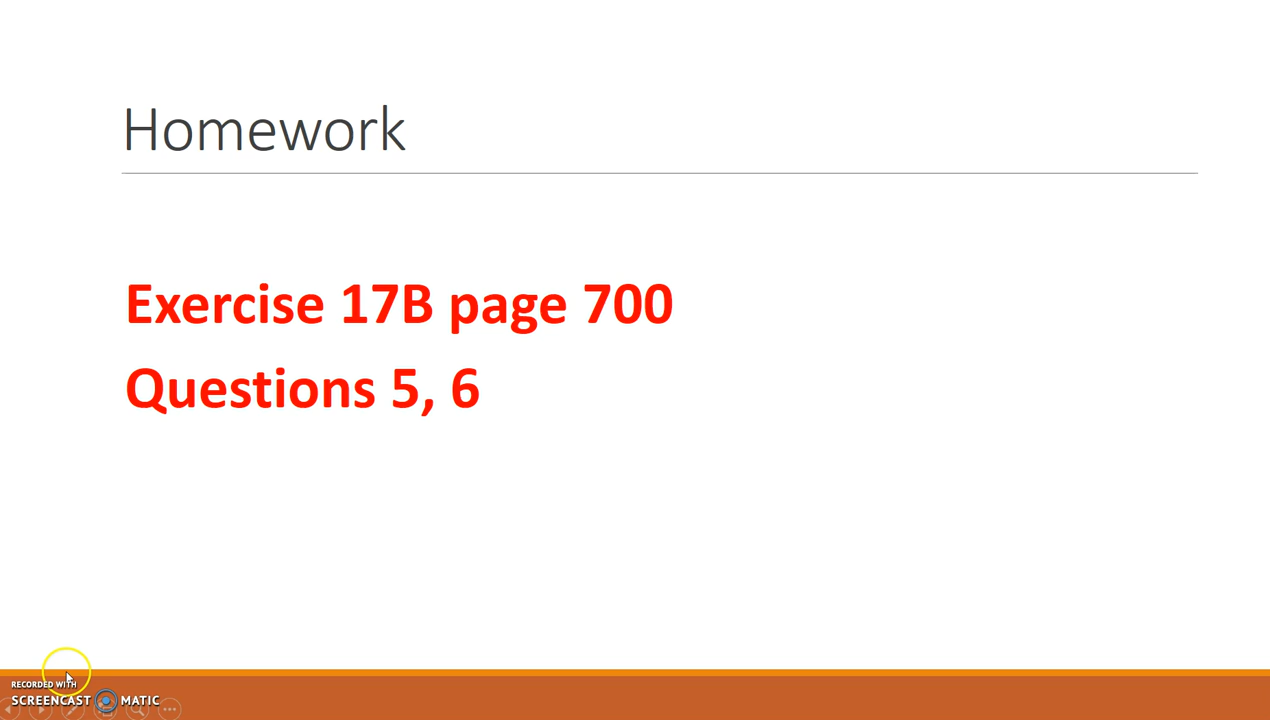 Homework
Exercise 17B page 700
Questions 5, 6
RECORDED WITH
SCREENCAST MATIC